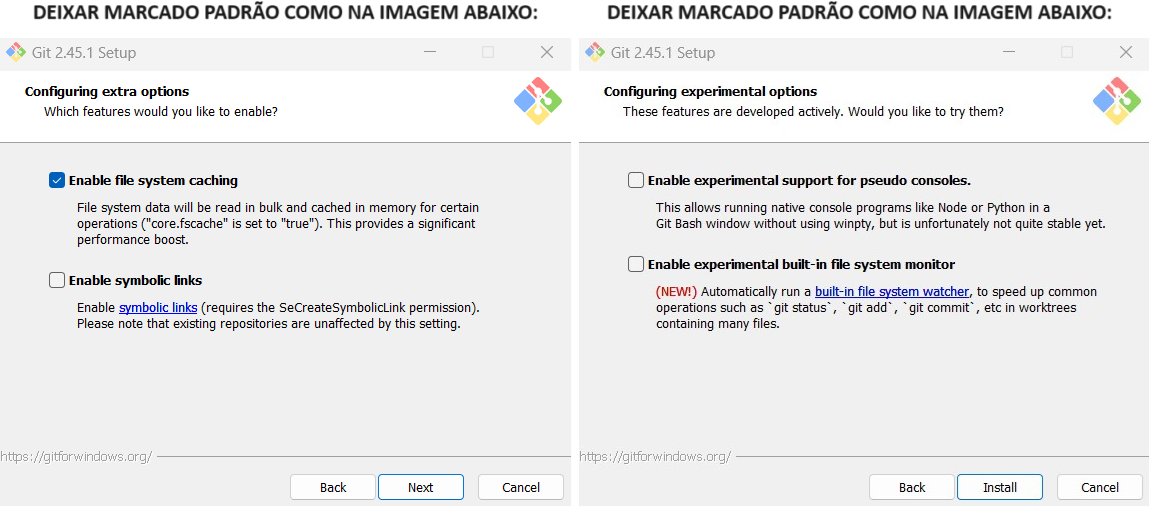 DEIXAR MARCADO PADRÃO COMO NA IMAGEM ABAIXO:
Git 2.45.1 Setup
Configuring extra options
Which features would you like to enable?
Enable file system caching
File system data will be read in bulk and cached in memory for certain
operations ("core.fscache" is set to "true"). This provides a significant
performance boost.
Enable symbolic links
Enable symbolic links (requires the SeCreateSymbolicLink permission).
Please note that existing repositories are unaffected by this setting.
https://gitforwindows.org/
Back
Next
Cancel
DEIXAR MARCADO PADRÃO COMO NA IMAGEM ABAIXO:
Git 2.45.1 Setup
Configuring experimental options
These features are developed actively. Would you like to try them?
Enable experimental support for pseudo consoles.
This allows running native console programs like Node or Python in a
Git Bash window without using winpty, but is unfortunately not quite stable yet.
Enable experimental built-in file system monitor
(NEW!) Automatically run a built-in file system watcher, to speed up common
operations such as `git status`, `git add`, `git commit`, etc in worktrees
containing many files.
https://gitforwindows.org/
Back
Install
Cancel